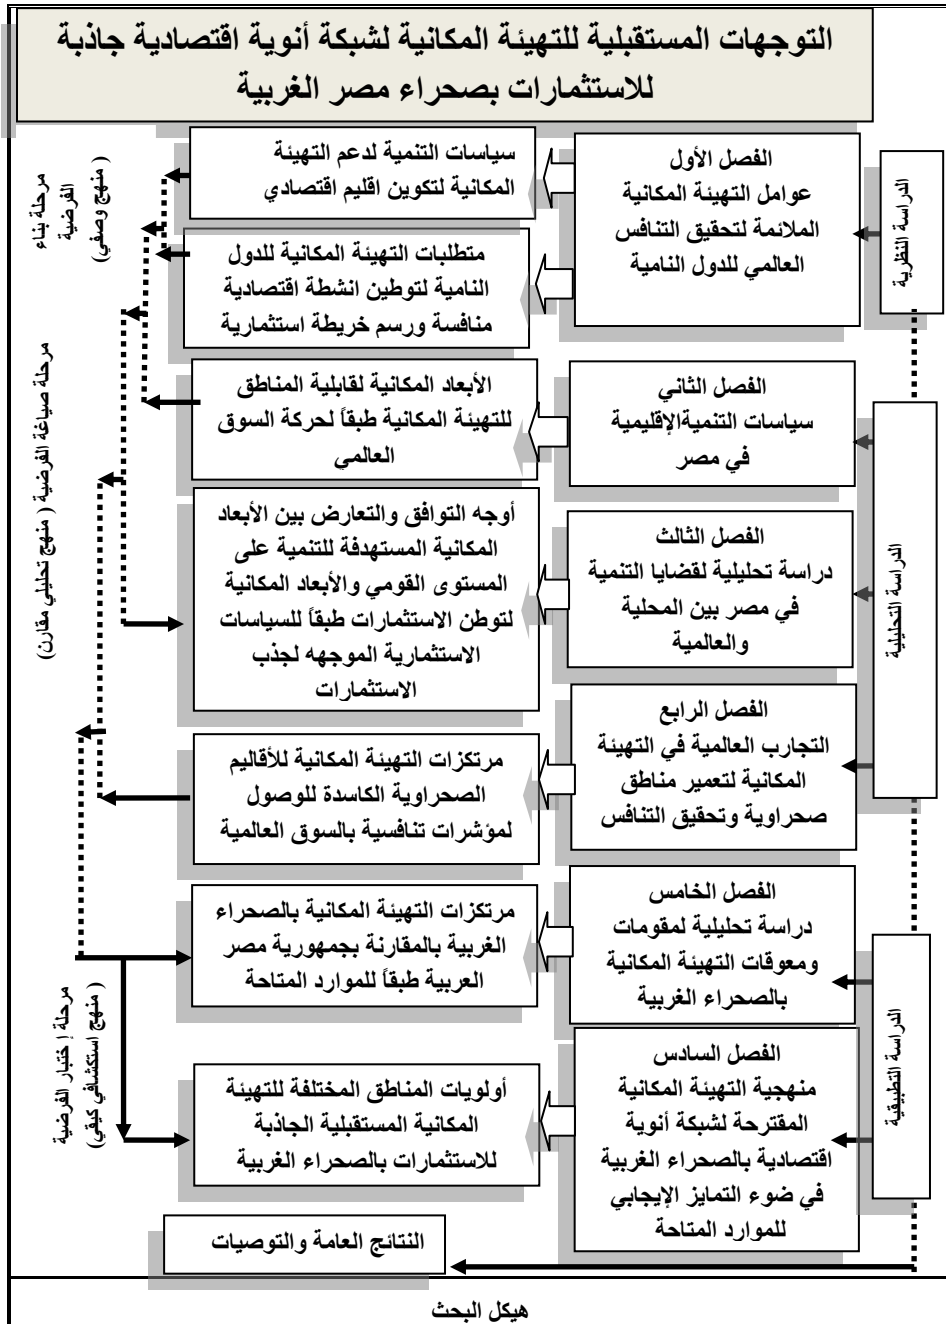 التوجهات المستقبلية للتهيئة المكانية لشبكة أنوية اقتصادية جاذبة
للاستثمارات بصحراء مصر الغربية
الدراسة النظرية
الفصل الأول
عوامل التهيئة المكانية
الملائمة لتحقيق التنافس
العالمي للدول النامية
سياسات التنمية لدعم التهيئة
المكانية لتكوين اقليم اقتصادي
متطلبات التهيئة المكانية للدول
النامية لتوطين انشطة اقتصادية
منافسة ورسم خريطة استثمارية
مرحلة بناء
الفرضية
( منهج وصفي)
الدراسة التحليلية
الفصل الثاني
سياسات التنميةالإقليمية
في مصر
الأبعاد المكانية لقابلية المناطق
للتهيئة المكانية طبقاً لحركة السوق
العالمي
الفصل الثالث
دراسة تحليلية لقضايا التنمية
في مصر بين المحلية
والعالمية
أوجه التوافق والتعارض بين الأبعاد
المكانية المستهدفة للتنمية على
المستوى القومي والأبعاد المكانية
لتوطن الاستثمارات طبقاً للسياسات
الاستثمارية الموجهه لجذب
الاستثمارات
الفصل الرابع
التجارب العالمية في التهيئة
المكانية لتعمير مناطق
صحراوية وتحقيق التنافس
مرتكزات التهيئة المكانية للأقاليم
الصحراوية الكاسدة للوصول
لمؤشرات تنافسية بالسوق العالمية
مرحلة صياغة الفرضية ( منهج تحليلي مقارن)
الدراسة التطبيقية
الفصل الخامس
دراسة تحليلية لمقومات
ومعوقات التهيئة المكانية
بالصحراء الغربية
مرتكزات التهيئة المكانية بالصحراء
الغربية بالمقارنة بجمهورية مصر
العربية طبقاً للموارد المتاحة
الفصل السادس
منهجية التهيئة المكانية
المقترحة لشبكة أنوية
اقتصادية بالصحراء الغربية
في ضوء التمايز الإيجابي
للموارد المتاحة
أولويات المناطق المختلفة للتهيئة
المكانية المستقبلية الجاذبة
للاستثمارات بالصحراء الغربية
مرحلة إختبار الفرضية
( منهج استكشافي كيفي)
النتائج العامة والتوصيات
هيكل البحث